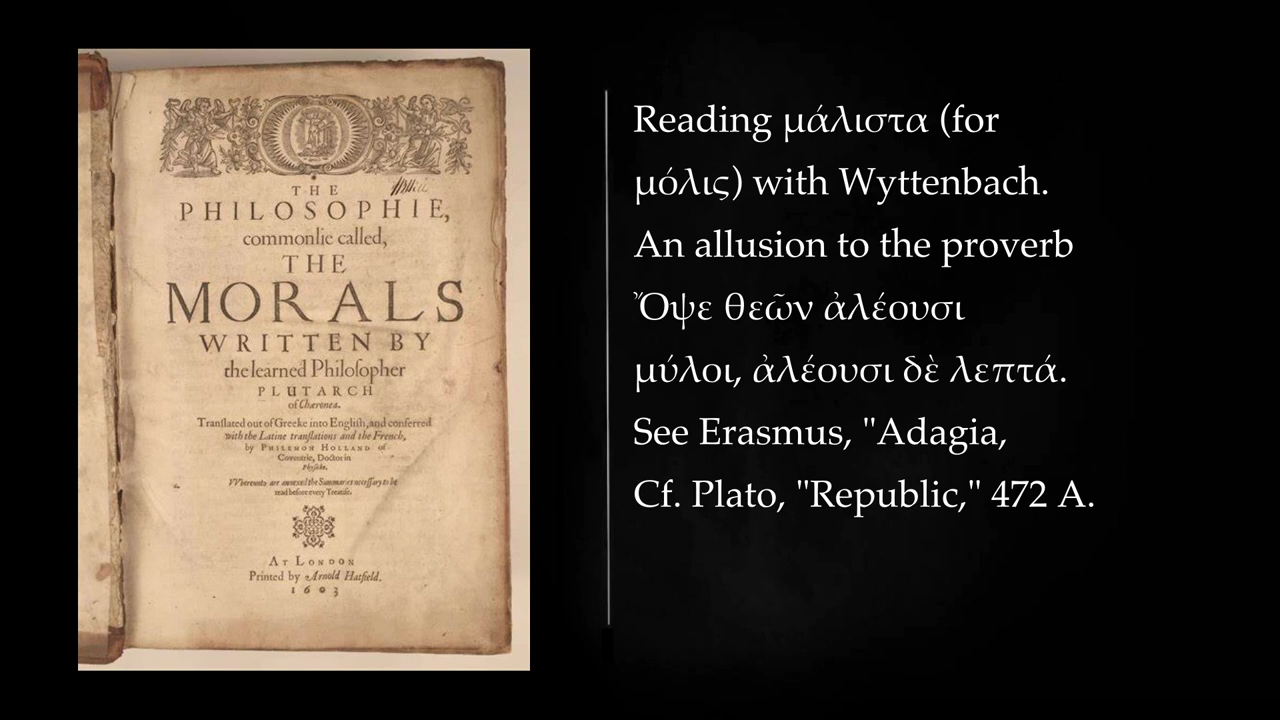 THE
PHILOSOPHIE,
commonlie called,
THE
MORALS
WRITTEN BY
the learned Philoſopher
PLUTARCH
of Chæronea.
Tranſlated out of Greeke into Engliſh, and conferred
with the Latine tranſlations and the French,
by PHILEMON HOLLAND of
Coventrie, Doctor in
Phyſicke.
VVhereunto are annexed the Summaries neceſſary to be
read before every Treatiſe.
AT LONDON
Printed by Arnold Hatfield.
1603
Reading μάλιστα (for
μόλις) with Wyttenbach.
An allusion to the proverb
Ὄψε θεῶν ἀλέουσι
μύλοι, ἀλέουσι δὲ λεπτά.
See Erasmus, "Adagia,
Cf. Plato, "Republic," 472 A.